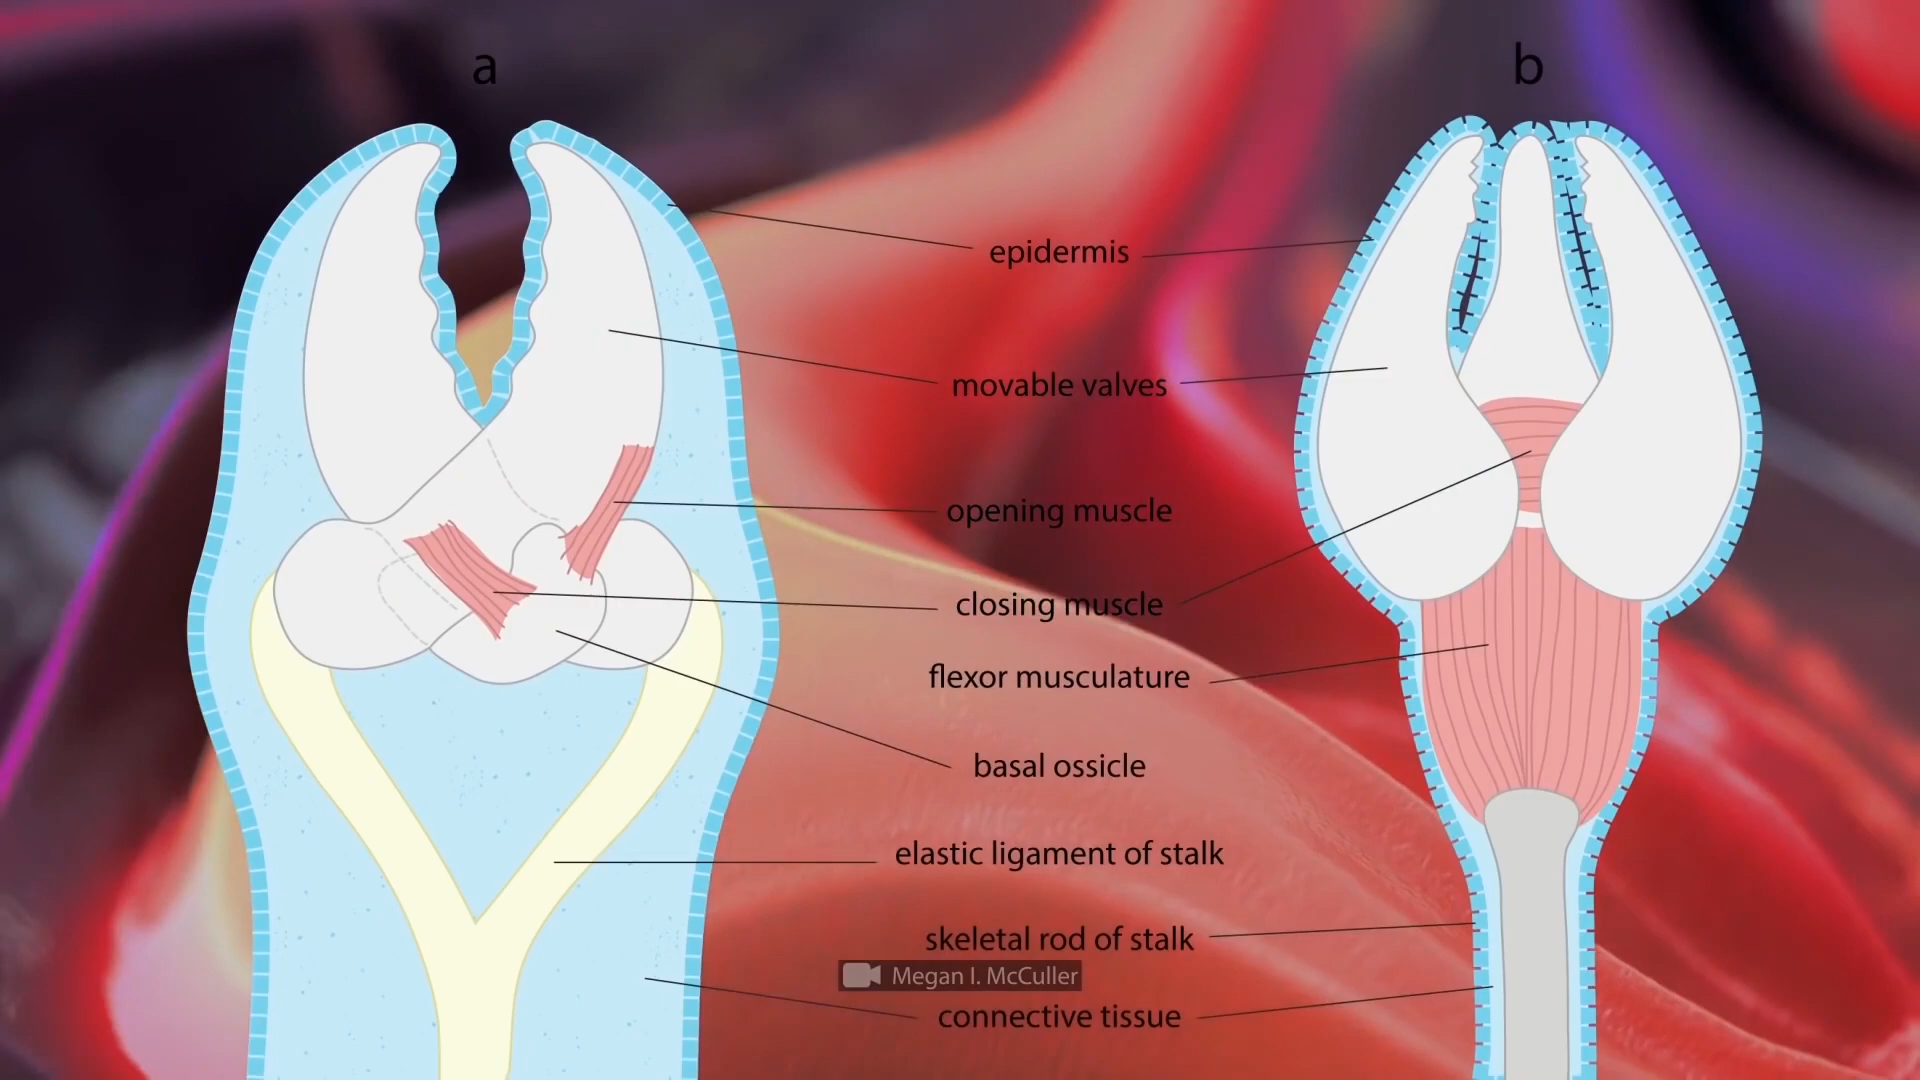 a
b
epidermis
movable valves
opening muscle
closing muscle
flexor musculature
basal ossicle
elastic ligament of stalk
skeletal rod of stalk
Megan I. McCuller
connective tissue